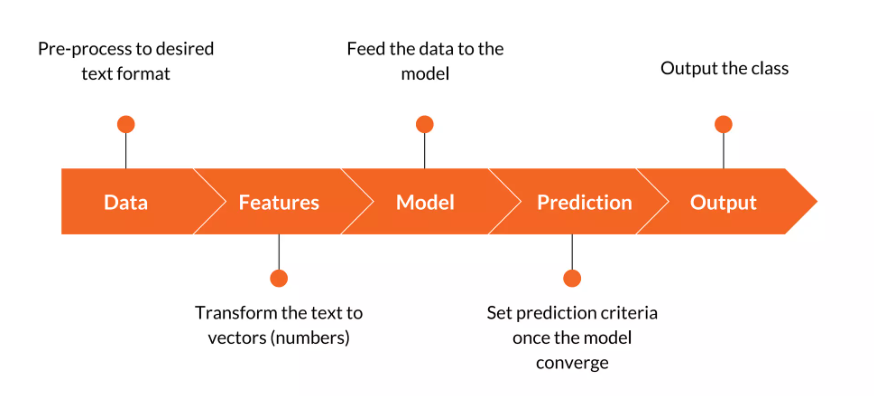 Pre-process to desired
text format
Feed the data to the
model
Output the class
Data
Features
Model
Prediction
Output
Transform the text to
vectors (numbers)
Set prediction criteria
once the model
converge